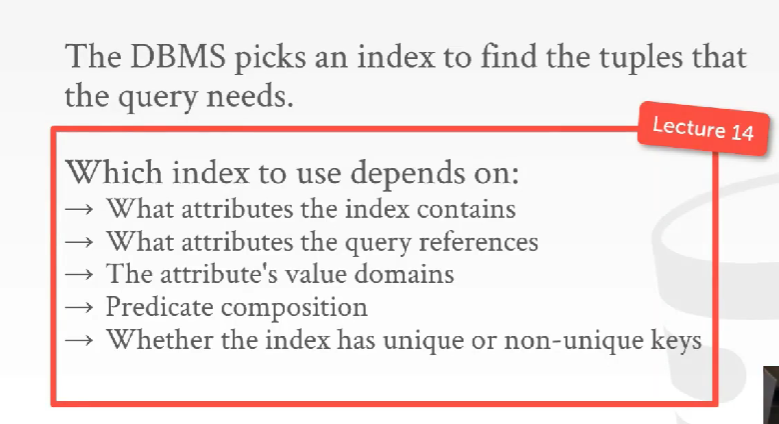 The DBMS picks an index to find the tuples that
the query needs.
Lecture 14
Which index to use depends on:
→ What attributes the index contains
→ What attributes the query references
→ The attribute's value domains
→ Predicate composition
→ Whether the index has unique or non-unique keys